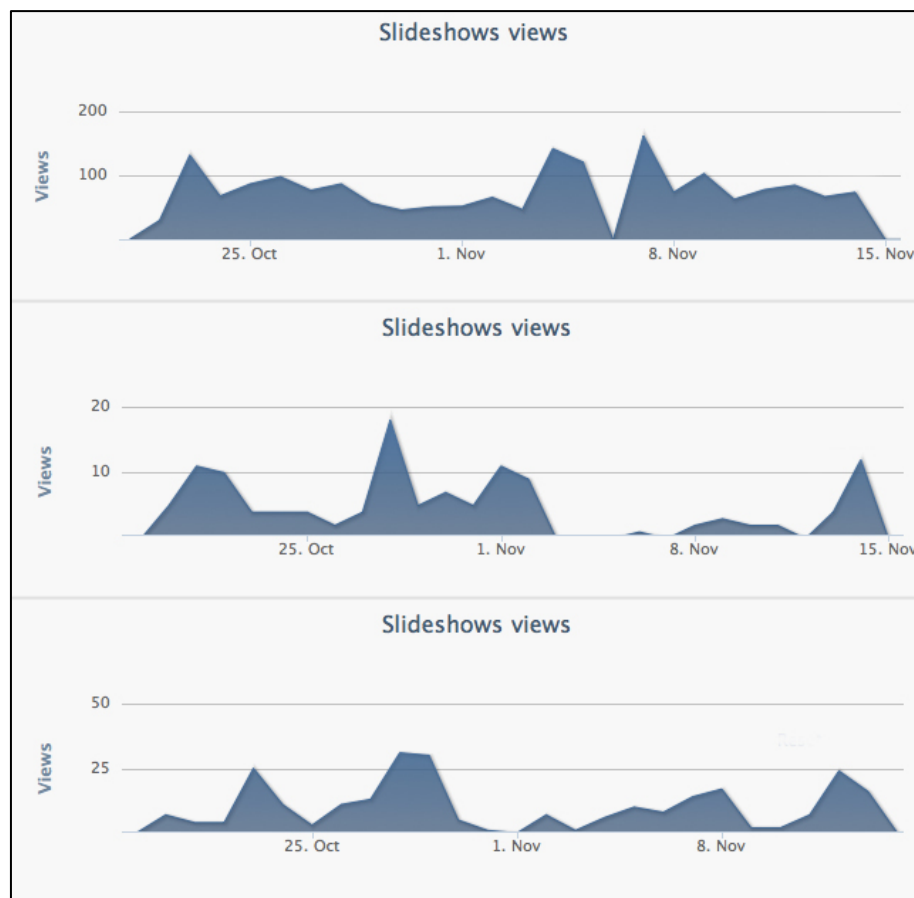 Slideshows views
200
100
Views
25. Oct
1. Nov
8. Nov
15. Nov
Slideshows views
20
10
Views
25. Oct
1. Nov
8. Nov
15. Nov
Slideshows views
50
25
Views
25. Oct
1. Nov
8. Nov